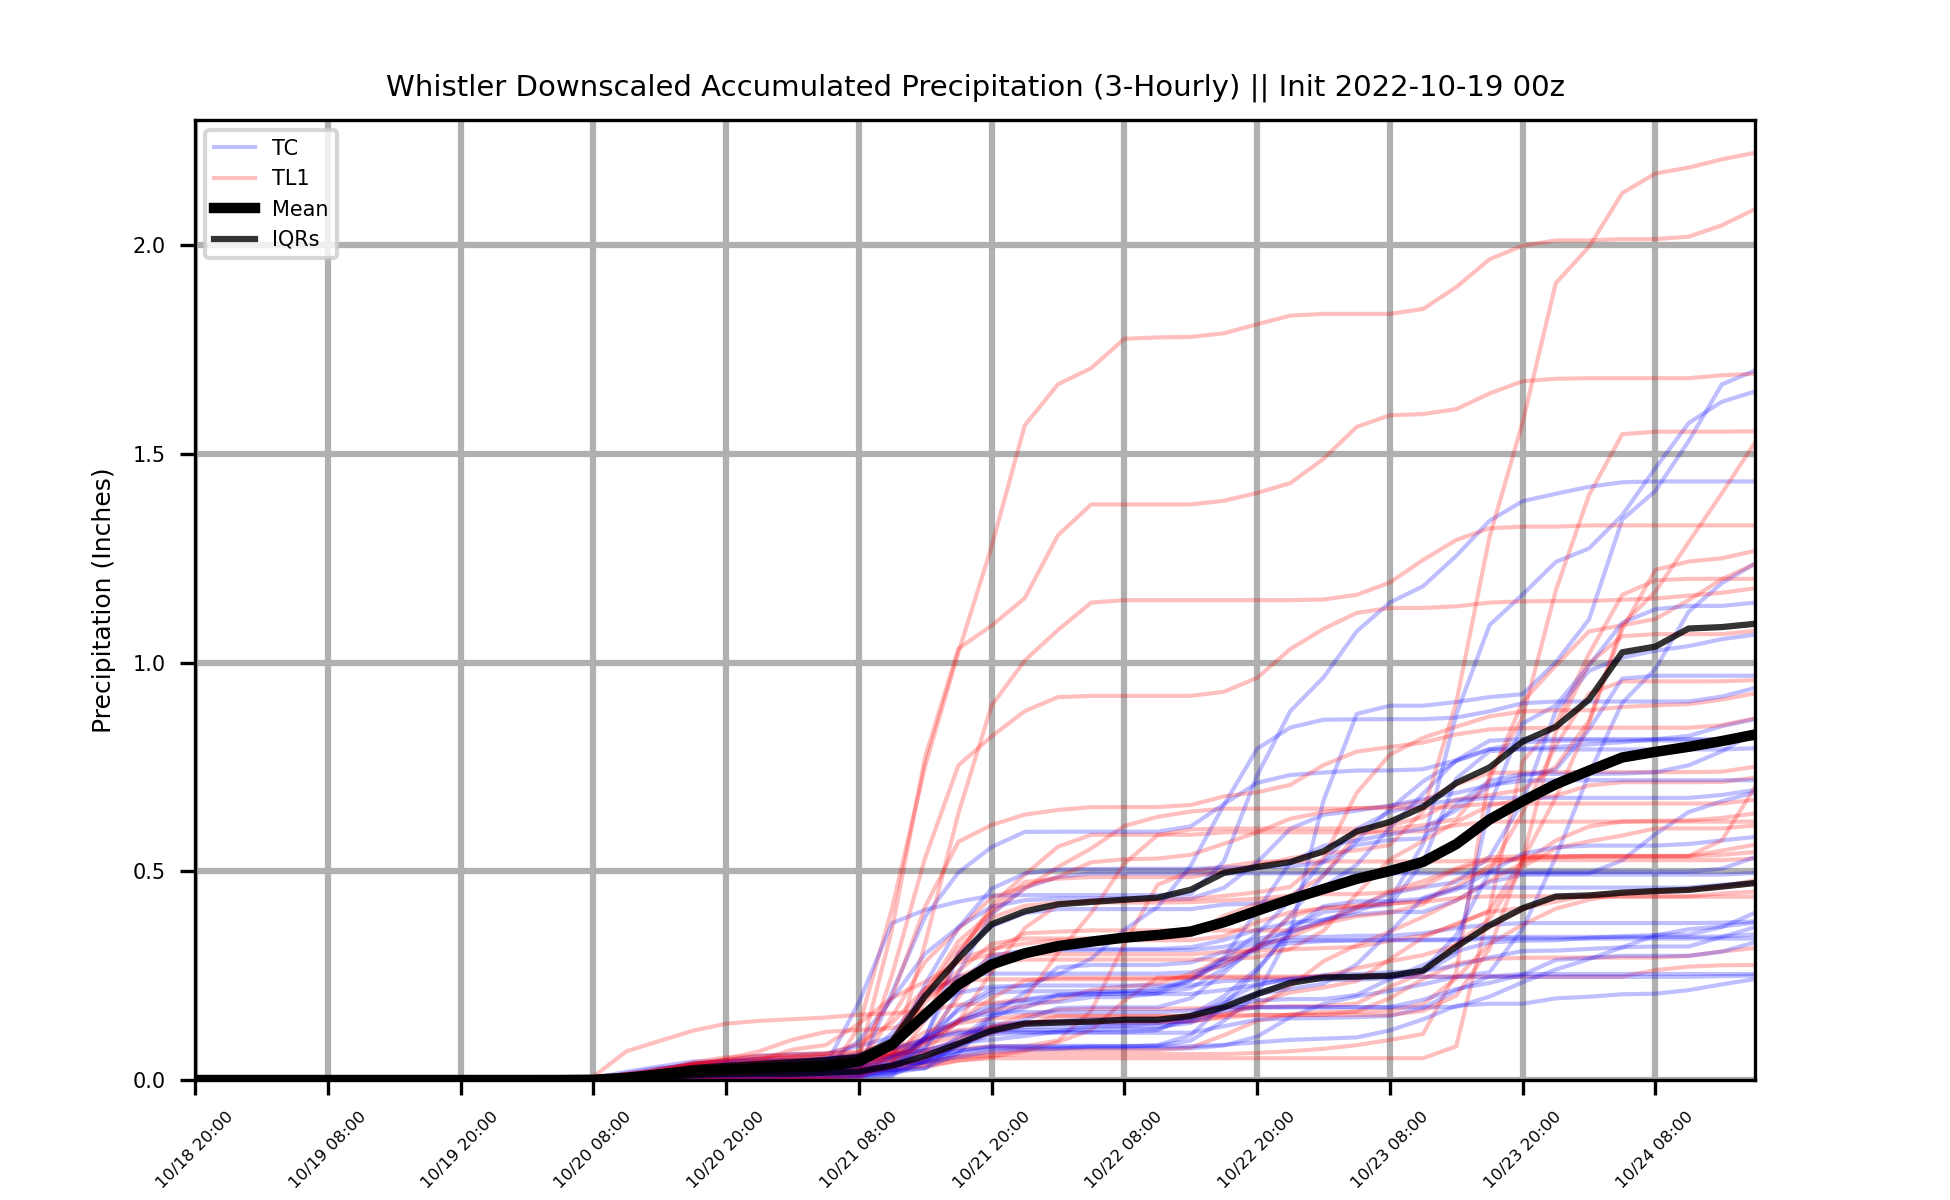 Whistler Downscaled Accumulated Precipitation (3-Hourly) || Init 2022-10-19 00z
TC
TL1
Mean
IQRs
Precipitation (Inches)
2.0
1.5
1.0
0.5
0.0
10/18 20:00
10/19 08:00
10/19 20:00
10/20 08:00
10/20 20:00
10/21 08:00
10/21 20:00
10/22 08:00
10/22 20:00
10/23 08:00
10/23 20:00
10/24 08:00